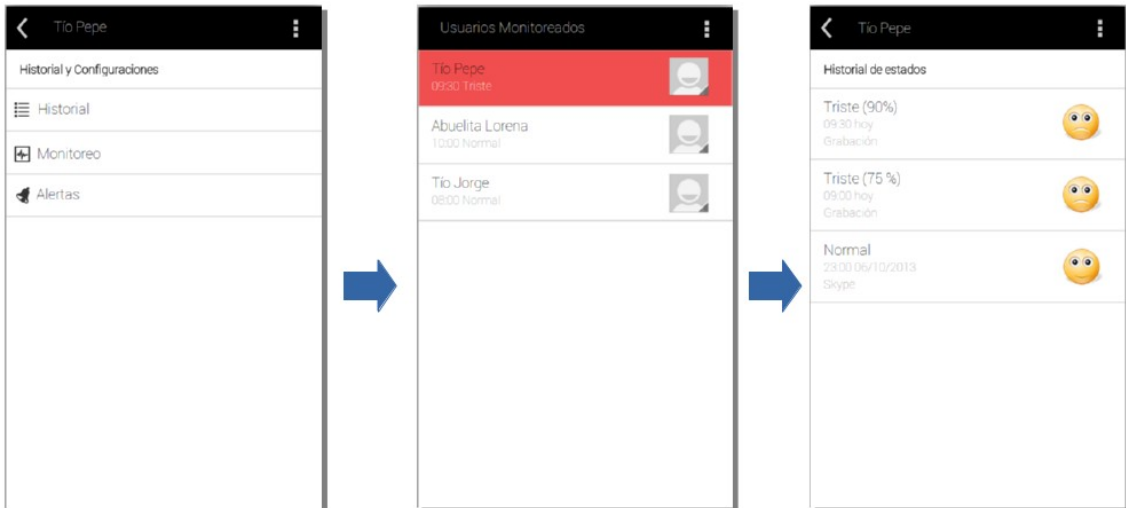 Tío Pepe
Historial y Configuraciones
Historial
Monitoreo
Alertas
Usuarios Monitoreados
Tío Pepe
09:30 Triste
Abuelita Lorena
10:00 Normal
Tío Jorge
08:00 Normal
Tío Pepe
Historial de estados
Triste (90%)
09:30 hoy
Grabación
Triste (75 %)
09:00 hoy
Grabación
Normal
23:00 06/10/2013
Skype